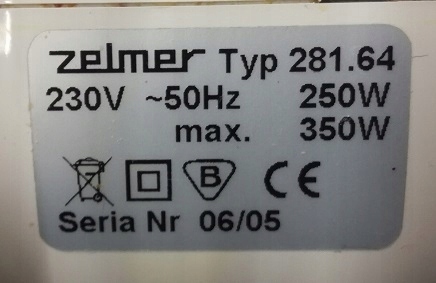 zelmer Typ 281.64
230V ~50Hz 250W
max. 350W
B CE
Seria Nr 06/05